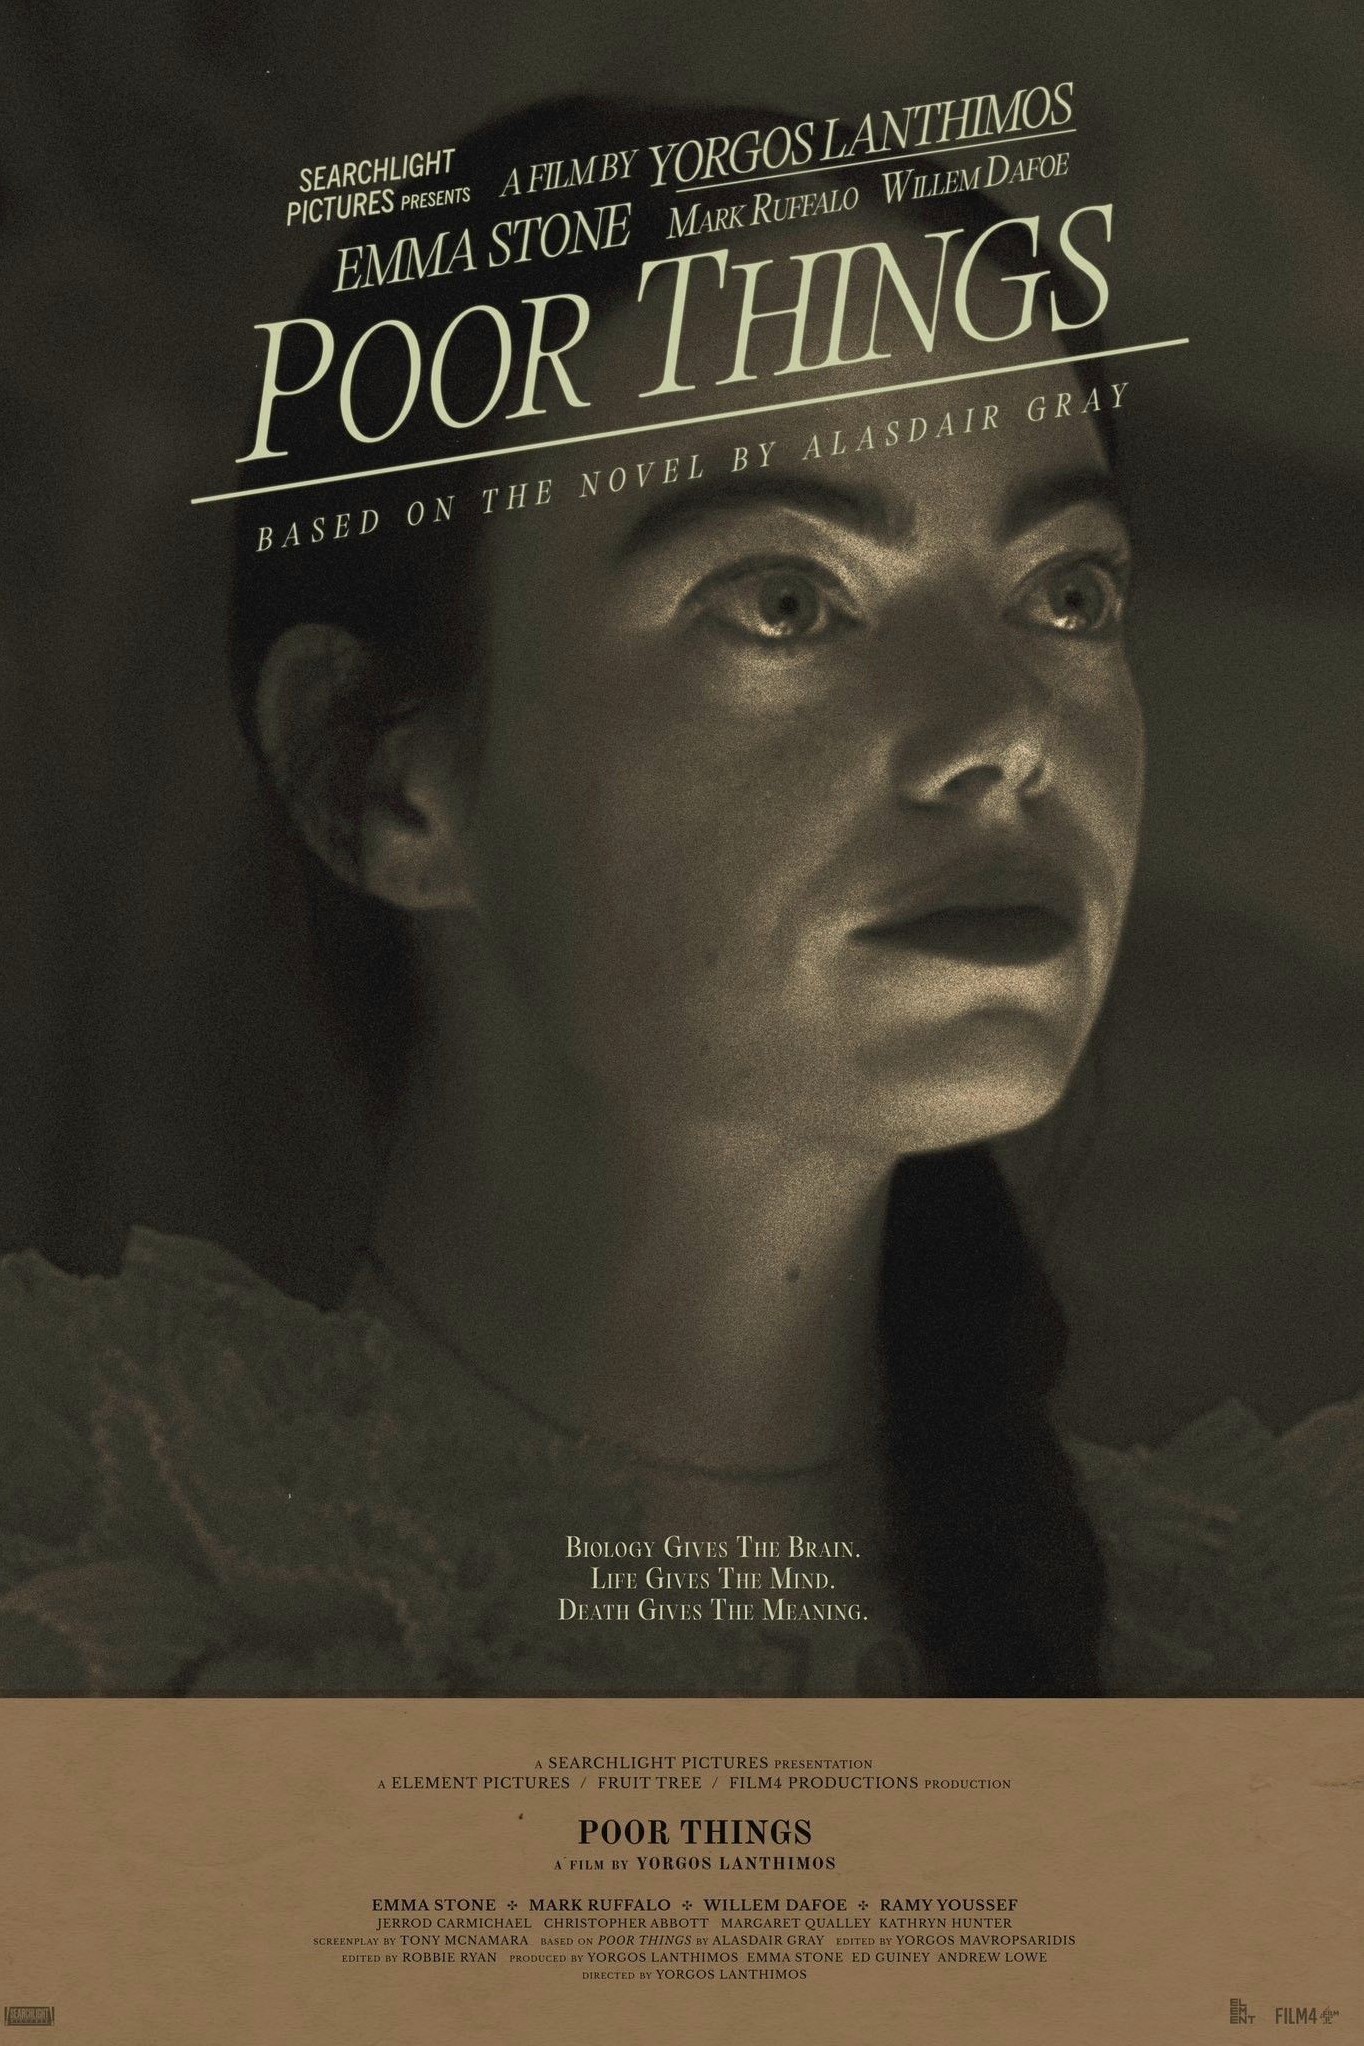 SEARCHLIGHT
PICTURES PRESENTS
A FILM BY YORGOS LANTHIMOS
EMMA STONE MARK RUFFALO WILLEM DAFOE
POOR THINGS
BASED ON THE NOVEL BY ALASDAIR GRAY
BIOLOGY GIVES THE BRAIN.
LIFE GIVES THE MIND.
DEATH GIVES THE MEANING.
A SEARCHLIGHT PICTURES PRESENTATION
A ELEMENT PICTURES / FRUIT TREE / FILM4 PRODUCTIONS PRODUCTION
POOR THINGS
A FILM BY YORGOS LANTHIMOS
EMMA STONE ✣ MARK RUFFALO ✣ WILLEM DAFOE ✣ RAMY YOUSSEF
JERROD CARMICHAEL CHRISTOPHER ABBOTT MARGARET QUALLEY KATHRYN HUNTER
SCREENPLAY BY TONY MCNAMARA BASED ON POOR THINGS BY ALASDAIR GRAY EDITED BY YORGOS MAVROPSARIDIS
EDITED BY ROBBIE RYAN PRODUCED BY YORGOS LANTHIMOS EMMA STONE ED GUINEY ANDREW LOWE
DIRECTED BY YORGOS LANTHIMOS
SEARCHLIGHT
ELEMENT
FILM4
FILM